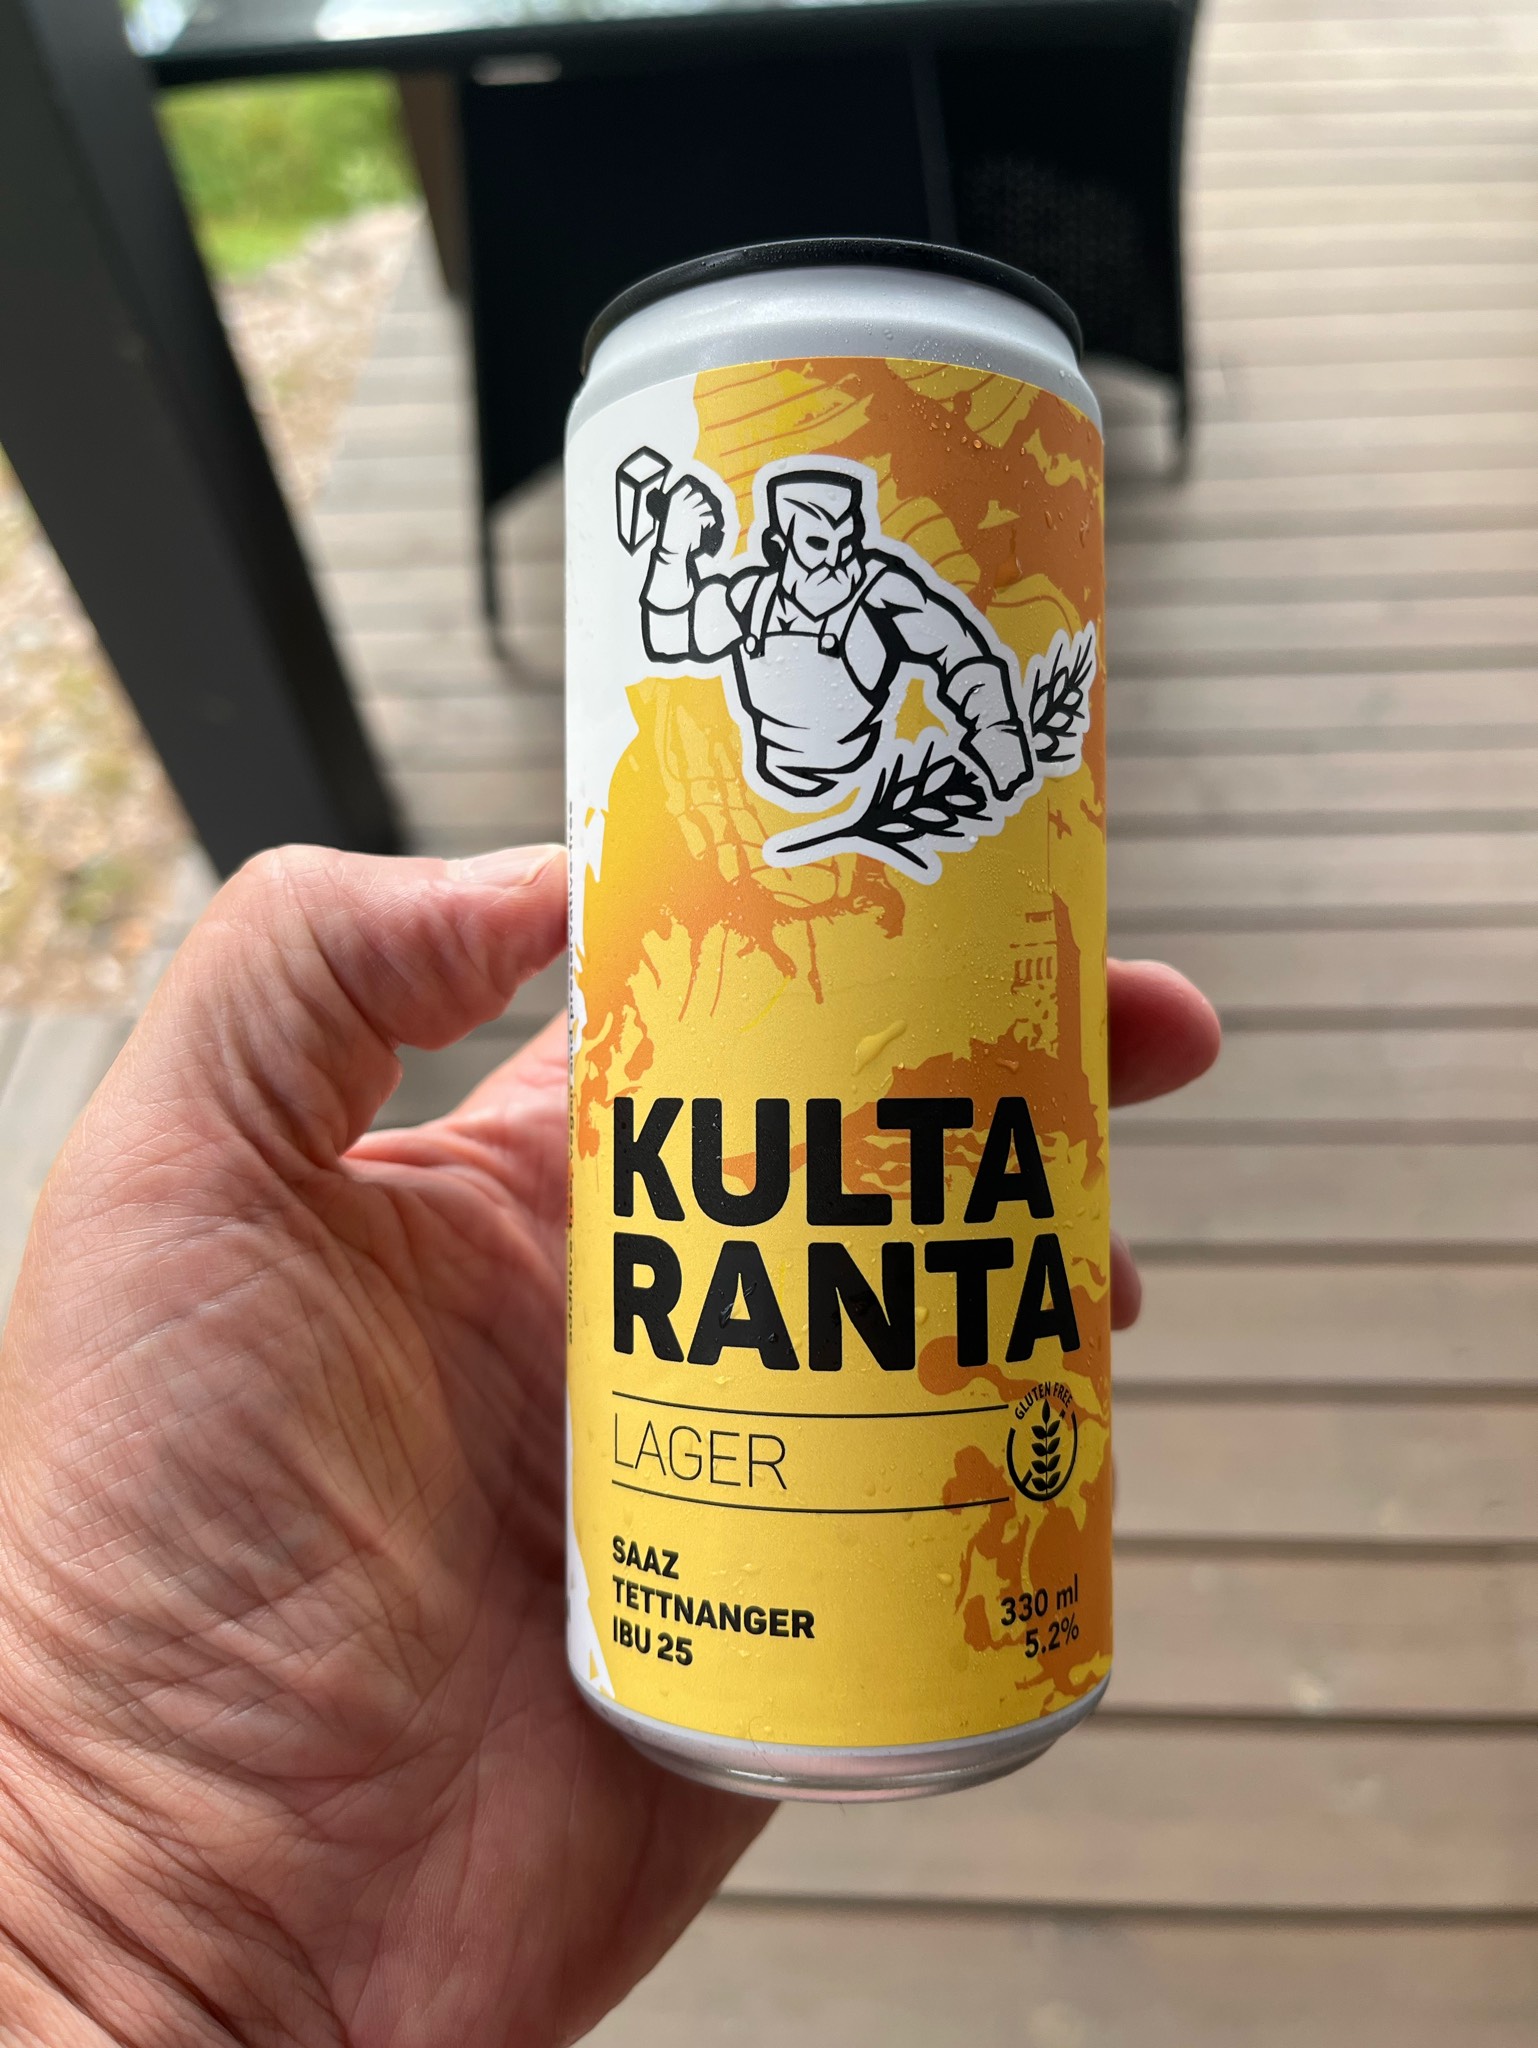 KULTA
RANTA
GLUTEN FREE
LAGER
SAAZ
TETTNANGER
IBU 25
330 ml
5.2%